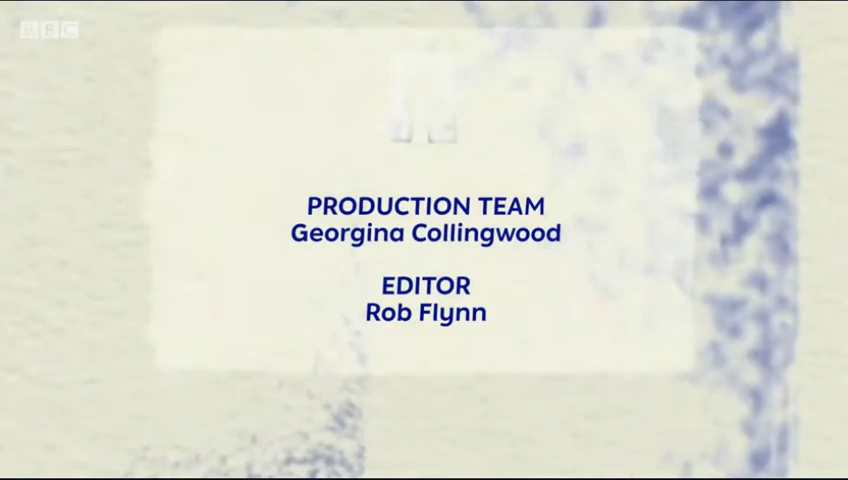 BBC
PRODUCTION TEAM
Georgina Collingwood
EDITOR
Rob Flynn